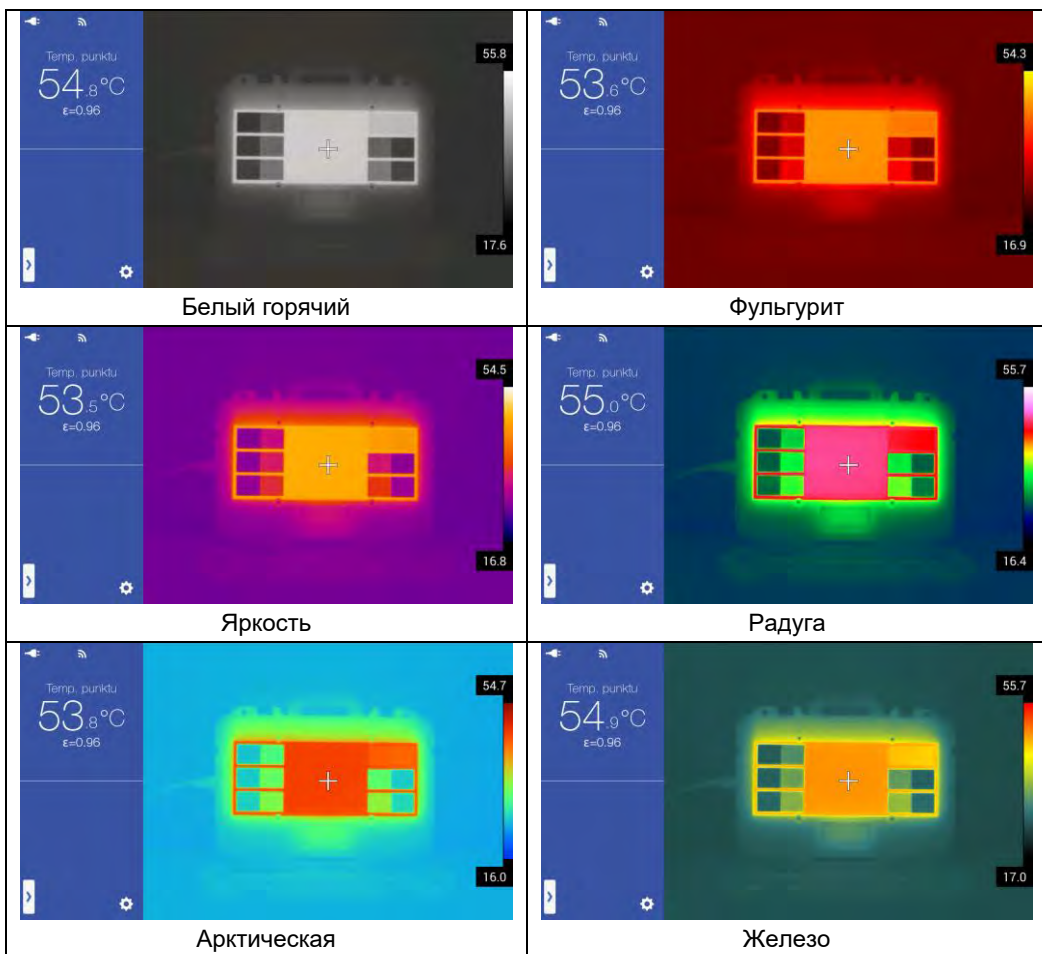 Temp. punktu
54.8°C
ε=0.96
55.8
17.6
Белый горячий
Temp. punktu
53.6°C
ε=0.96
54.3
16.9
Фульгурит
Temp. punktu
53.5°C
ε=0.96
54.5
16.8
Яркость
Temp. punktu
55.0°C
ε=0.96
55.7
16.4
Радуга
Temp. punktu
53.8°C
ε=0.96
54.7
16.0
Арктическая
Temp. punktu
54.9°C
ε=0.96
55.7
17.0
Железо